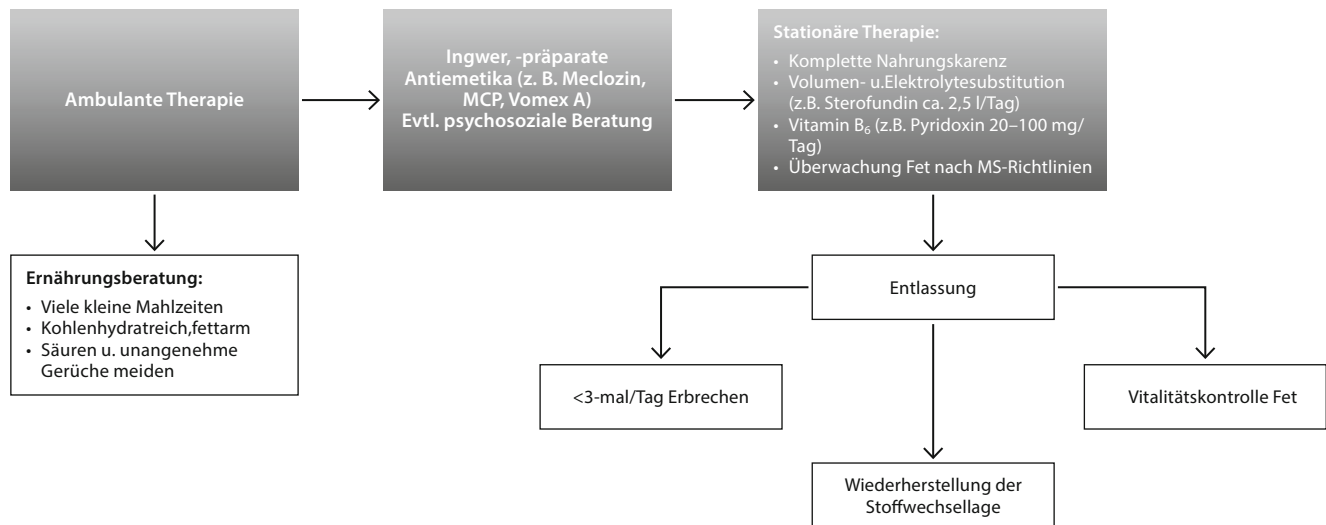 Ambulante Therapie
Ingwer, -präparate
Antiemetika (z. B. Meclozin,
MCP, Vomex A)
Evtl. psychosoziale Beratung
Stationäre Therapie:
• Komplette Nahrungskarenz
• Volumen- u.Elektrolytesubstitution
(z.B. Sterofundin ca. 2,5 l/Tag)
• Vitamin B₆ (z.B. Pyridoxin 20–100 mg/
Tag)
• Überwachung Fet nach MS-Richtlinien
Ernährungsberatung:
• Viele kleine Mahlzeiten
• Kohlenhydratreich,fettarm
• Säuren u. unangenehme
Gerüche meiden
Entlassung
<3-mal/Tag Erbrechen
Vitalitätskontrolle Fet
Wiederherstellung der
Stoffwechsellage